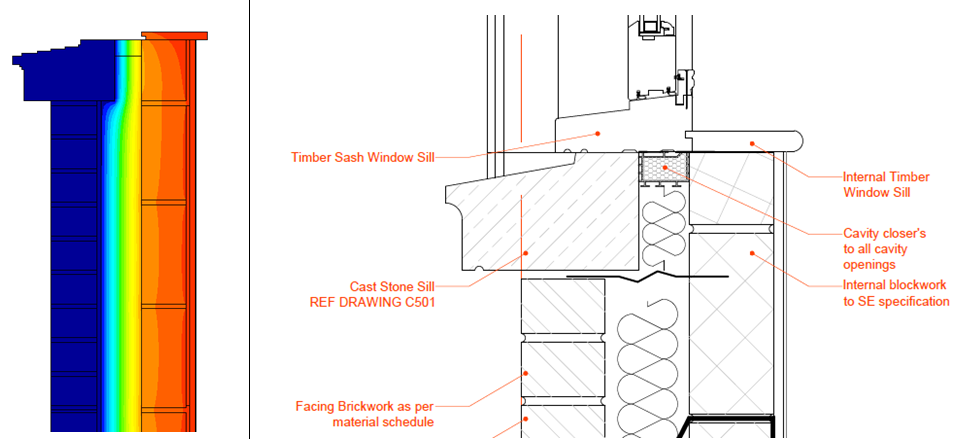 Timber Sash Window Sill
Internal Timber
Window Sill
Cavity closer's
to all cavity
openings
Cast Stone Sill
REF DRAWING C501
Internal blockwork
to SE specification
Facing Brickwork as per
material schedule